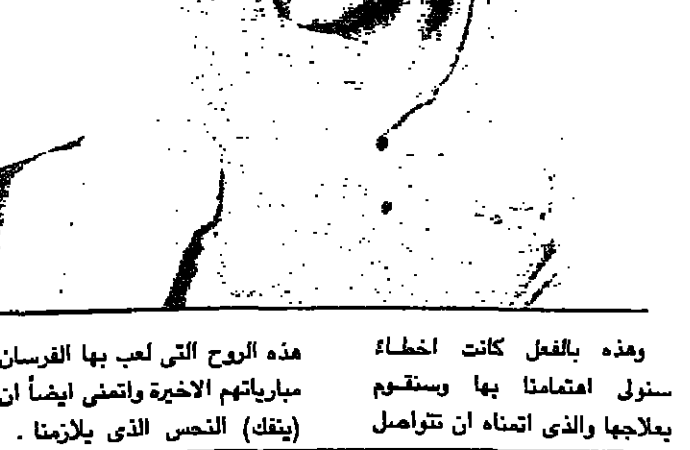 وهذه بالفعل كانت اخطاءً
سنولى اهتمامنا بها وسنقوم
بعلاجها والذى اتمناه ان تتواصل
هذه الروح التى لعب بها الفرسان
مبارياتهم الاخيرة واتمنى ايضاً ان
(ينفك) النحس الذى يلازمنا .